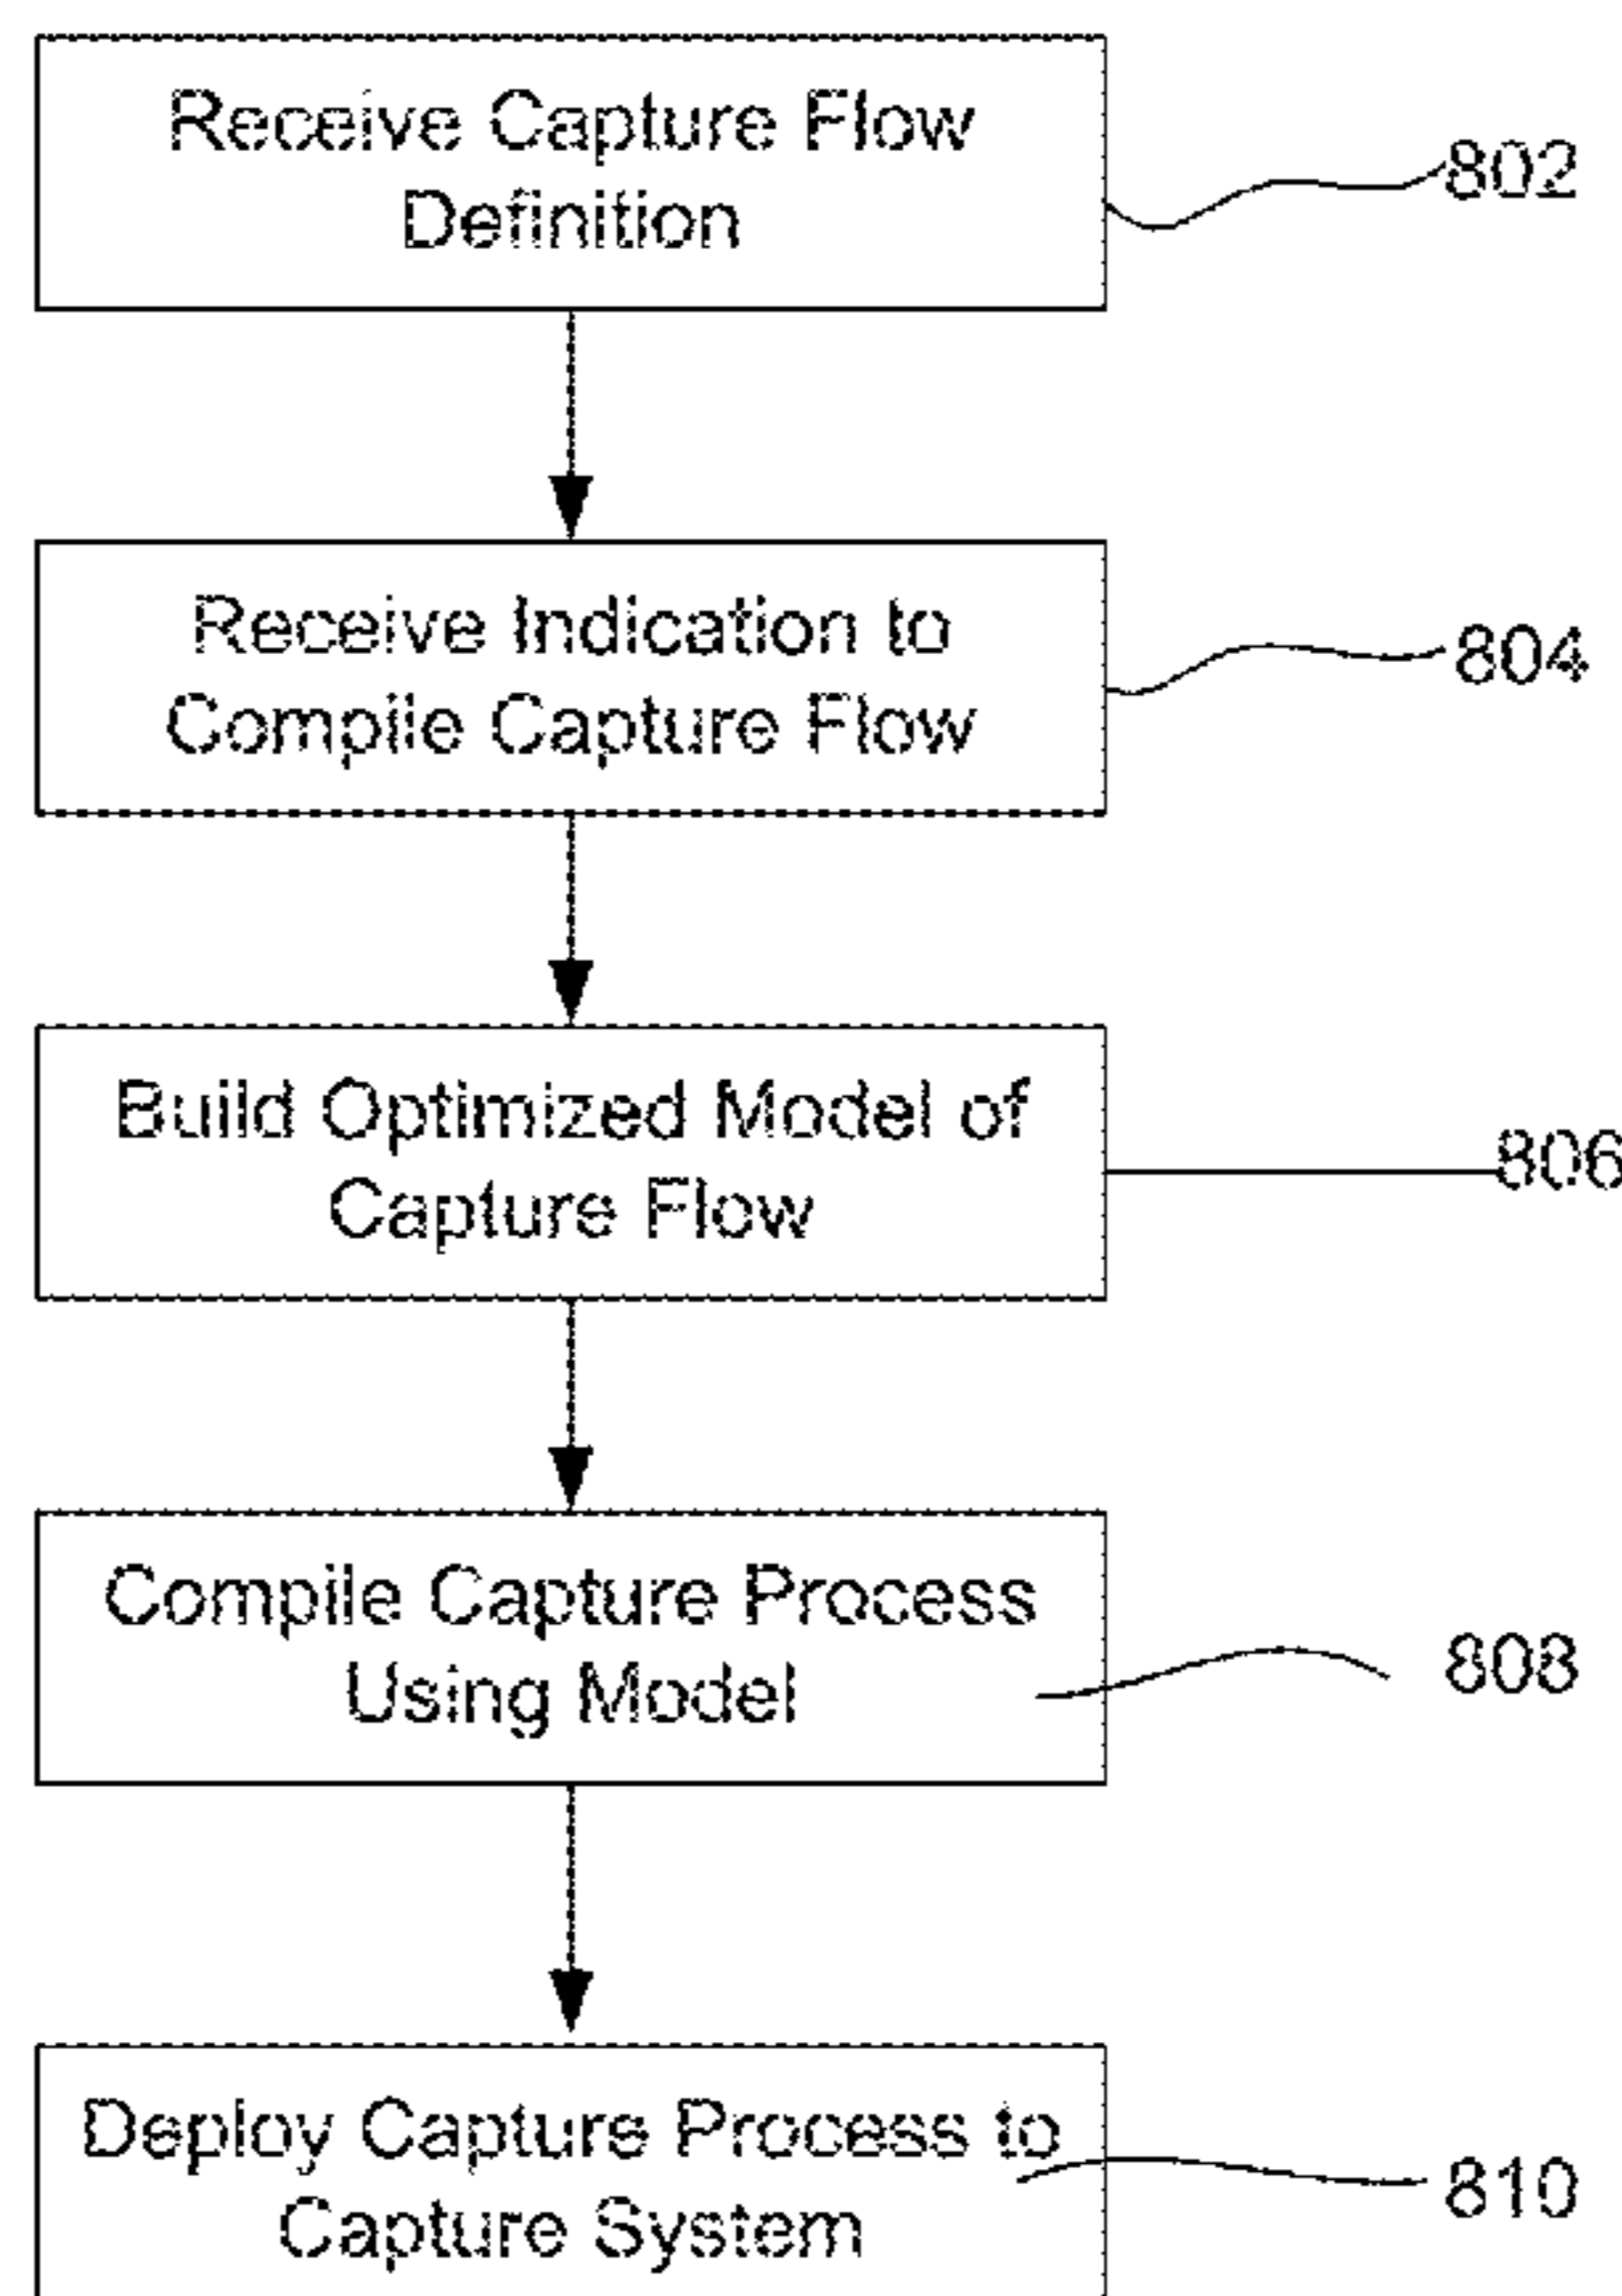 Receive Capture Flow
Definition
802
Receive Indication to
Compile Capture Flow
804
Build Optimized Model of
Capture Flow
806
Compile Capture Process
Using Model
808
Deploy Capture Process to
Capture System
810